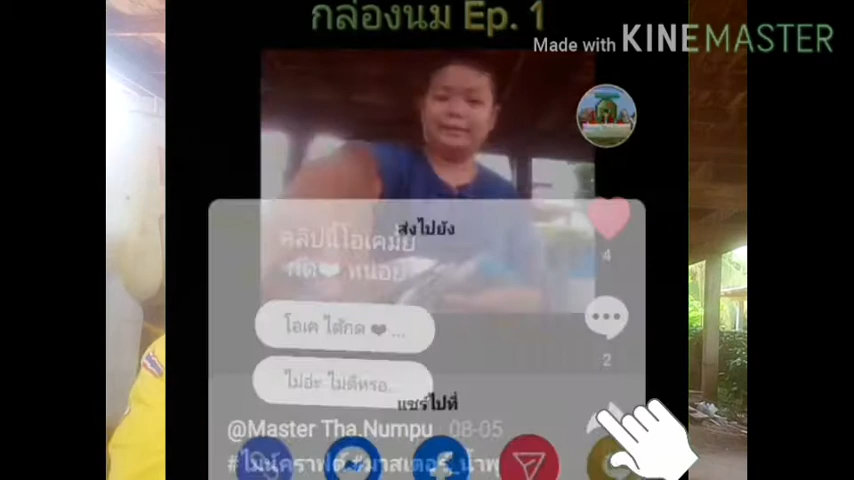 กล่องนม Ep. 1
Made with KINEMASTER
ส่งไปยัง
คลิปนี้โอเคมั้ย
กด❤ หน่อย
4
โอเค ไต้กด ❤ ...
2
ไม่อ่ะ ไม่ดีหรอ...
แชร์ไปที่
@Master Tha.Numpu 08-05